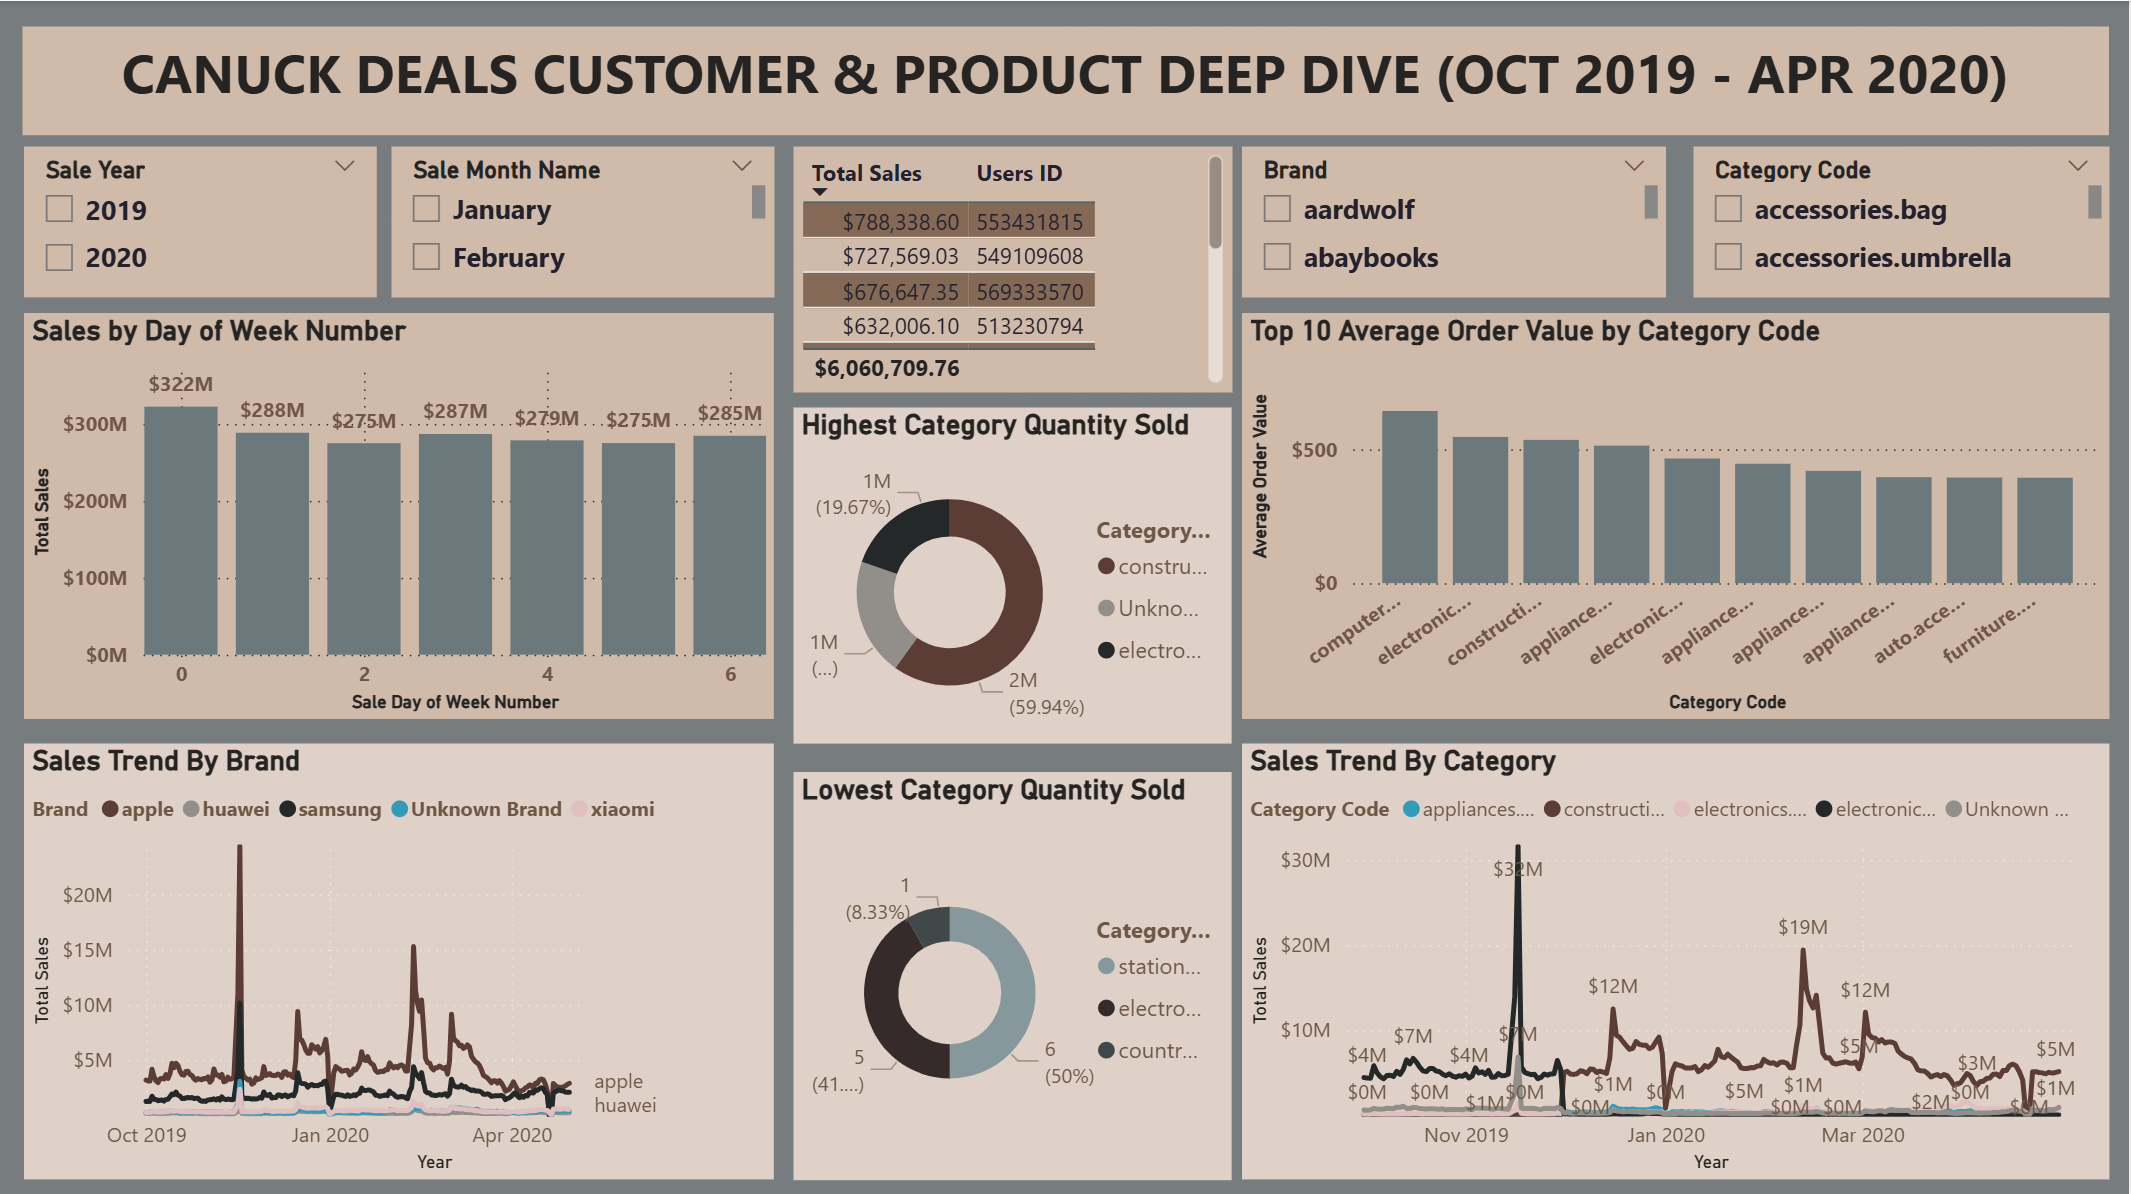 CANUCK DEALS CUSTOMER & PRODUCT DEEP DIVE (OCT 2019 - APR 2020)
Sale Year
2019
2020
Sale Month Name
January
February
Total Sales Users ID
$788,338.60 553431815
$727,569.03 549109608
$676,647.35 569333570
$632,006.10 513230794
$6,060,709.76
Brand
aardwolf
abaybooks
Category Code
accessories.bag
accessories.umbrella
Sales by Day of Week Number
Total Sales
$300M
$200M
$100M
$0M
$322M
$288M
$275M
$287M
$279M
$275M
$285M
0 2 4 6
Sale Day of Week Number
Highest Category Quantity Sold
1M
(19.67%)
1M
(...)
2M
(59.94%)
Category...
constru...
Unkno...
electro...
Top 10 Average Order Value by Category Code
Average Order Value
$500
$0
computer...
electronic...
constructi...
appliance...
electronic...
appliance...
appliance...
appliance...
auto.acce...
furniture....
Category Code
Sales Trend By Brand
Brand apple huawei samsung Unknown Brand xiaomi
Total Sales
$20M
$15M
$10M
$5M
apple
huawei
Oct 2019 Jan 2020 Apr 2020
Year
Lowest Category Quantity Sold
1
(8.33%)
5
(41....)
6
(50%)
Category...
station...
electro...
countr...
Sales Trend By Category
Category Code appliances.... constructi... electronics.... electronic... Unknown ...
Total Sales
$30M
$20M
$10M
$32M
$19M
$12M
$12M
$7M
$7M
$4M
$4M
$5M
$3M
$5M
$0M
$0M
$1M
$0M
$0M
$1M
$0M
$5M
$1M
$0M
$0M
$2M
$0M
$0M
$1M
Nov 2019 Jan 2020 Mar 2020
Year